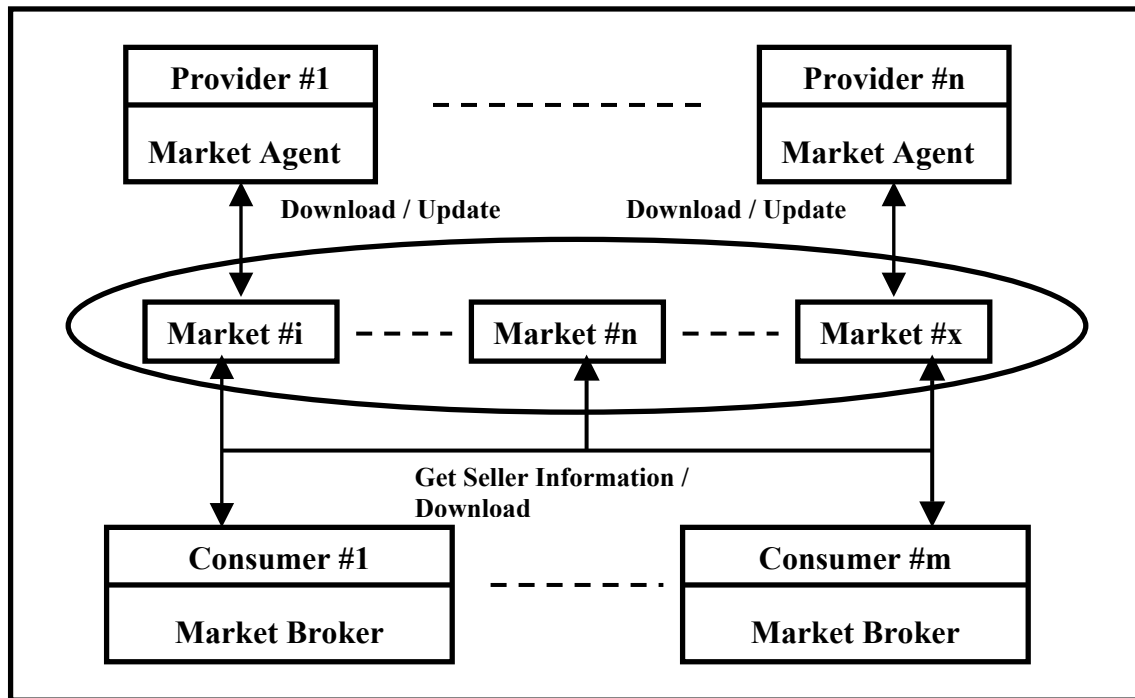 Provider #1
Provider #n
Market Agent
Market Agent
Download / Update
Download / Update
Market #i
Market #n
Market #x
Get Seller Information /
Download
Consumer #1
Consumer #m
Market Broker
Market Broker